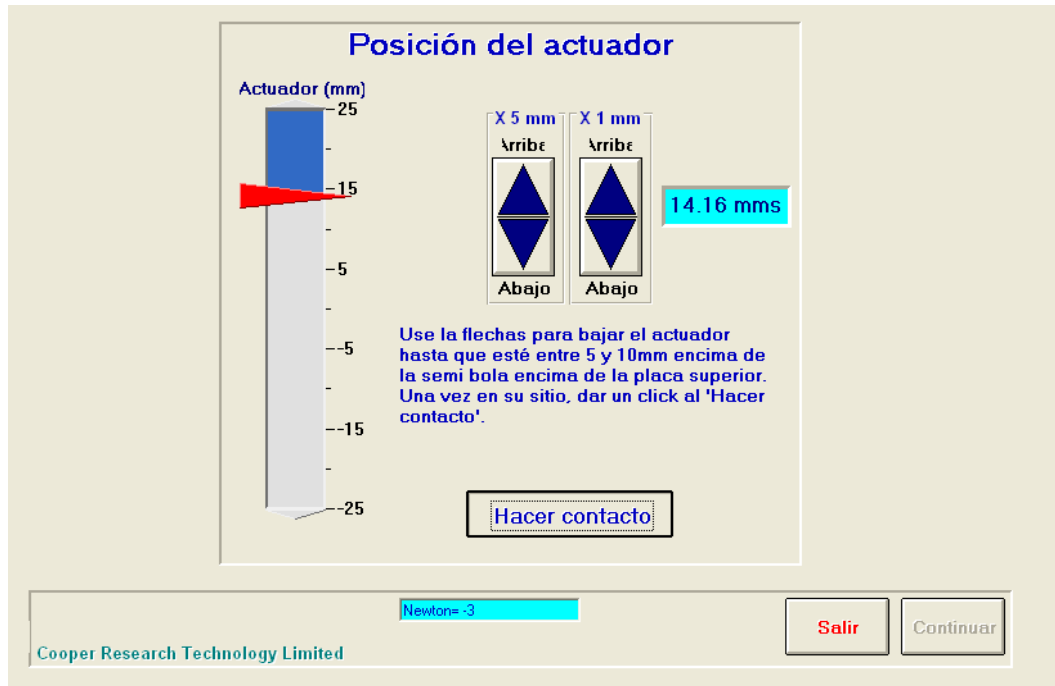 Posición del actuador
Actuador (mm)
25
15
5
-5
-15
-25
X 5 mm
X 1 mm
Abajo
Abajo
14.16 mms
Use la flechas para bajar el actuador
hasta que esté entre 5 y 10mm encima de
la semi bola encima de la placa superior.
Una vez en su sitio, dar un click al 'Hacer
contacto'.
Hacer contacto
Newton= -3
Salir
Continuar
Cooper Research Technology Limited